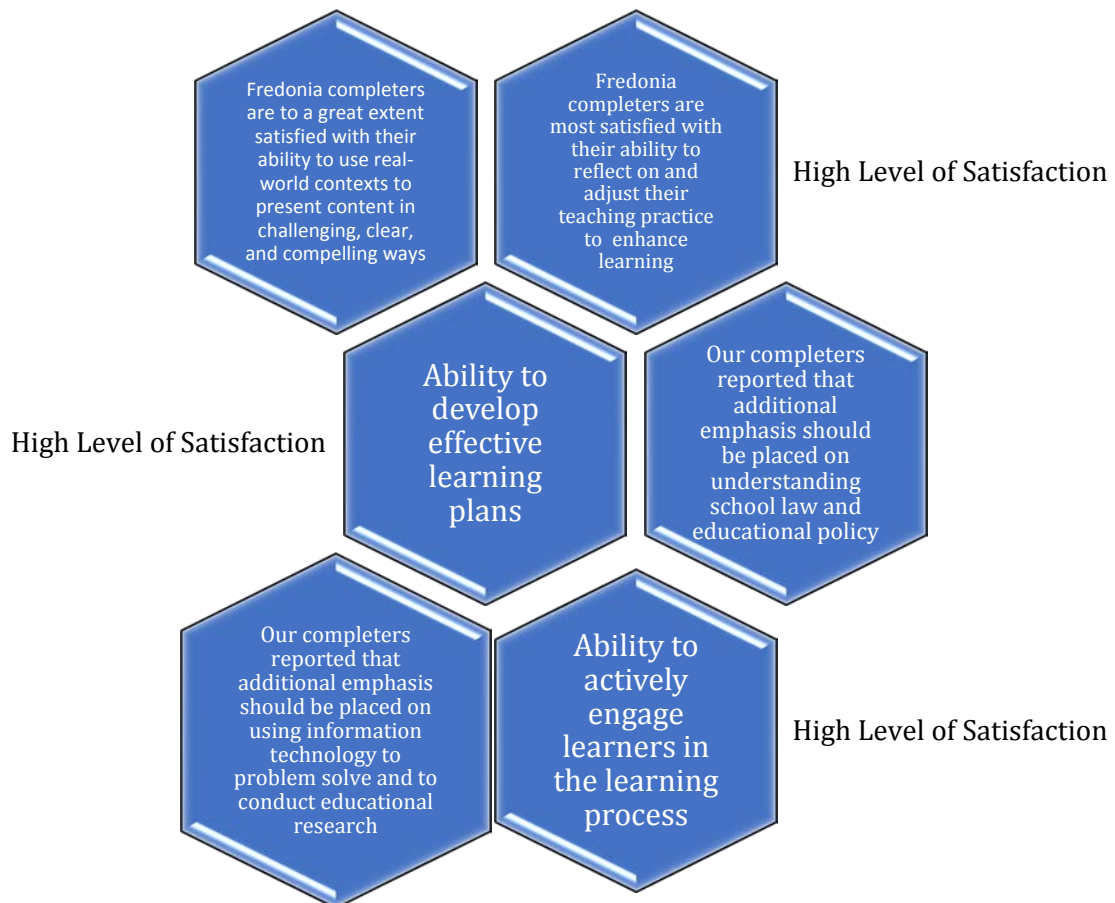 Fredonia completers
are to a great extent
satisfied with their
ability to use real-
world contexts to
present content in
challenging, clear,
and compelling ways
Fredonia
completers are
most satisfied with
their ability to
reflect on and
adjust their
teaching practice
to enhance
learning
High Level of Satisfaction
High Level of Satisfaction
Ability to
develop
effective
learning
plans
Our completers
reported that
additional
emphasis should
be placed on
understanding
school law and
educational policy
Our completers
reported that
additional emphasis
should be placed on
using information
technology to
problem solve and to
conduct educational
research
Ability to
actively
engage
learners in
the learning
process
High Level of Satisfaction